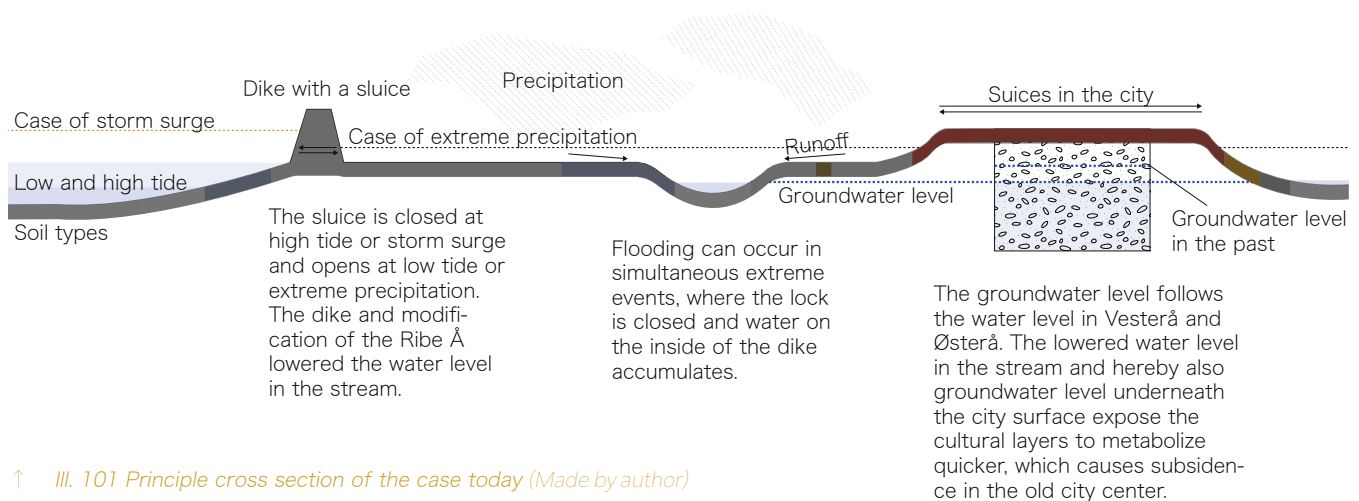 Precipitation
Dike with a sluice
Suices in the city
Case of storm surge
Case of extreme precipitation
Runoff
Low and high tide
Groundwater level
Soil types
Groundwater level
in the past
The sluice is closed at
high tide or storm surge
and opens at low tide or
extreme precipitation.
The dike and modifi-
cation of the Ribe Å
lowered the water level
in the stream.
Flooding can occur in
simultaneous extreme
events, where the lock
is closed and water on
the inside of the dike
accumulates.
The groundwater level follows
the water level in Vesterå and
Østerå. The lowered water level
in the stream and hereby also
groundwater level underneath
the city surface expose the
cultural layers to metabolize
quicker, which causes subsiden-
ce in the old city center.
↑ Ill. 101 Principle cross section of the case today (Made by author)